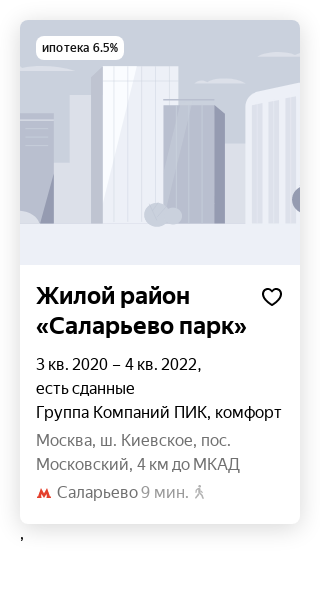 ипотека 6.5%
Жилой район
«Саларьево парк»
3 кв. 2020 – 4 кв. 2022,
есть сданные
Группа Компаний ПИК, комфорт
Москва, ш. Киевское, пос.
Московский, 4 км до МКАД
Саларьево 9 мин.
,